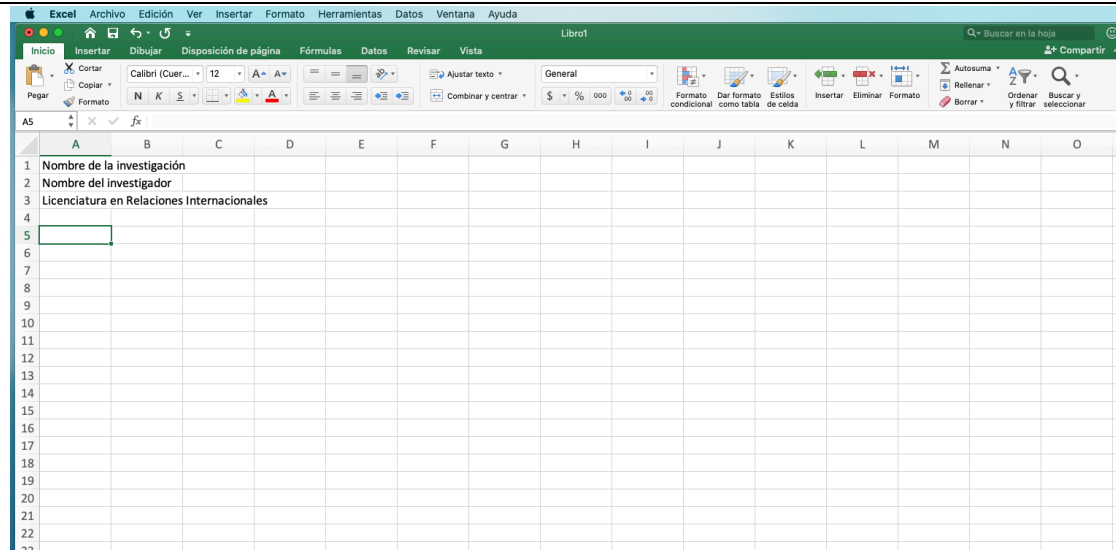 Excel Archivo Edición Ver Insertar Formato Herramientas Datos Ventana Ayuda
Libro1
Buscar en la hoja
Inicio Insertar Dibujar Disposición de página Fórmulas Datos Revisar Vista
Compartir
Pegar
Cortar
Copiar
Formato
Calibri (Cuer... 12 A A
N K S A
Ajustar texto
Combinar y centrar
General
$ % 000
Formato condicional
Dar formato como tabla
Estilos de celda
Insertar
Eliminar
Formato
Autosuma
Rellenar
Borrar
Ordenar y filtrar
Buscar y seleccionar
A5 fx
A B C D E F G H I J K L M N O
1 Nombre de la investigación
2 Nombre del investigador
3 Licenciatura en Relaciones Internacionales
4
5
6
7
8
9
10
11
12
13
14
15
16
17
18
19
20
21
22